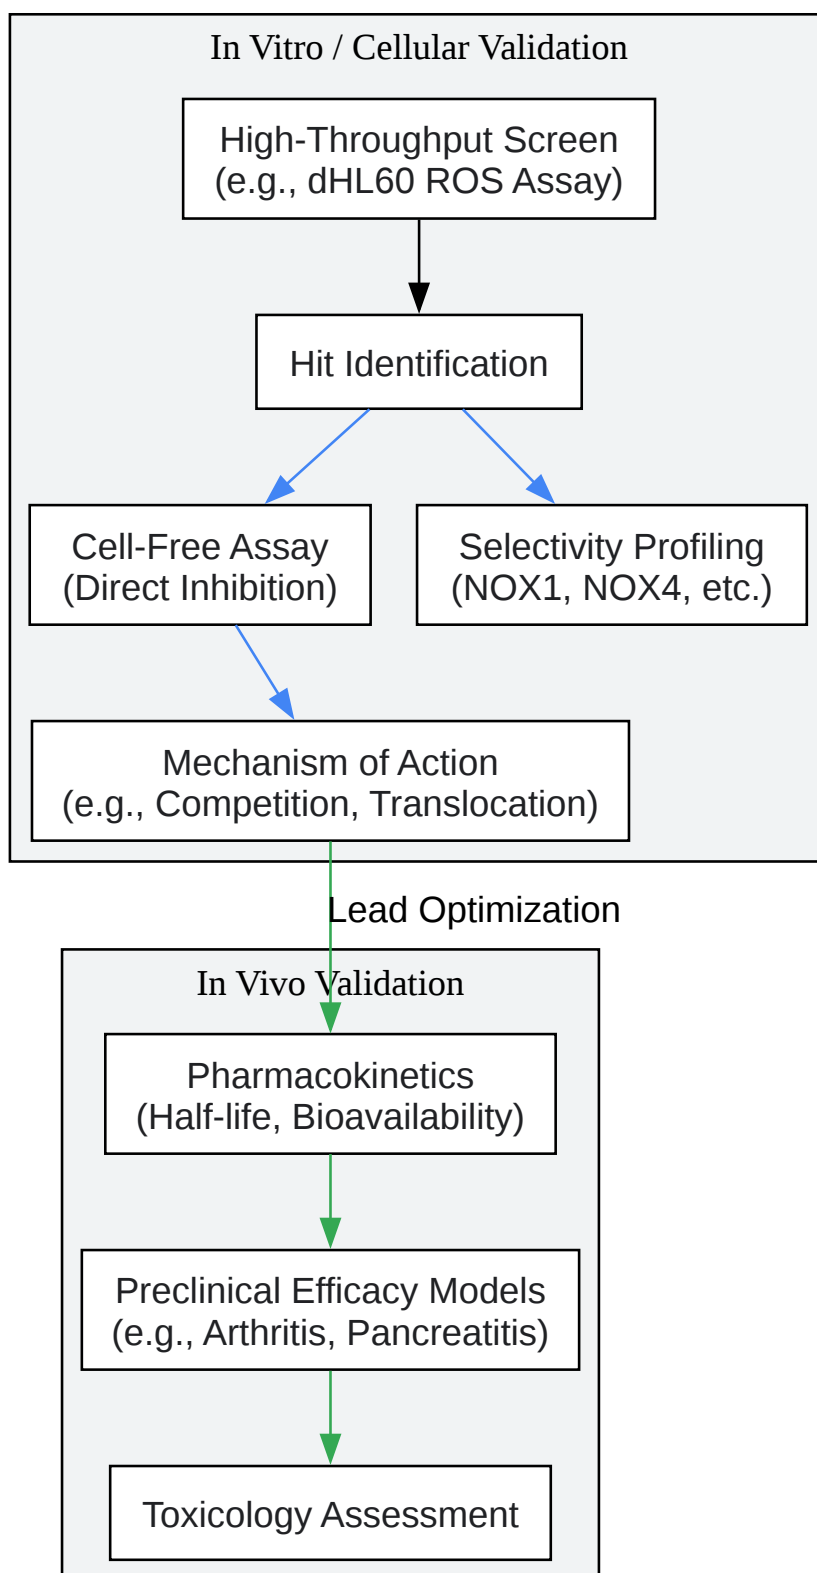 In Vitro / Cellular Validation
High-Throughput Screen
(e.g., dHL60 ROS Assay)
Hit Identification
Cell-Free Assay
(Direct Inhibition)
Selectivity Profiling
(NOX1, NOX4, etc.)
Mechanism of Action
(e.g., Competition, Translocation)
Lead Optimization
In Vivo Validation
Pharmacokinetics
(Half-life, Bioavailability)
Preclinical Efficacy Models
(e.g., Arthritis, Pancreatitis)
Toxicology Assessment